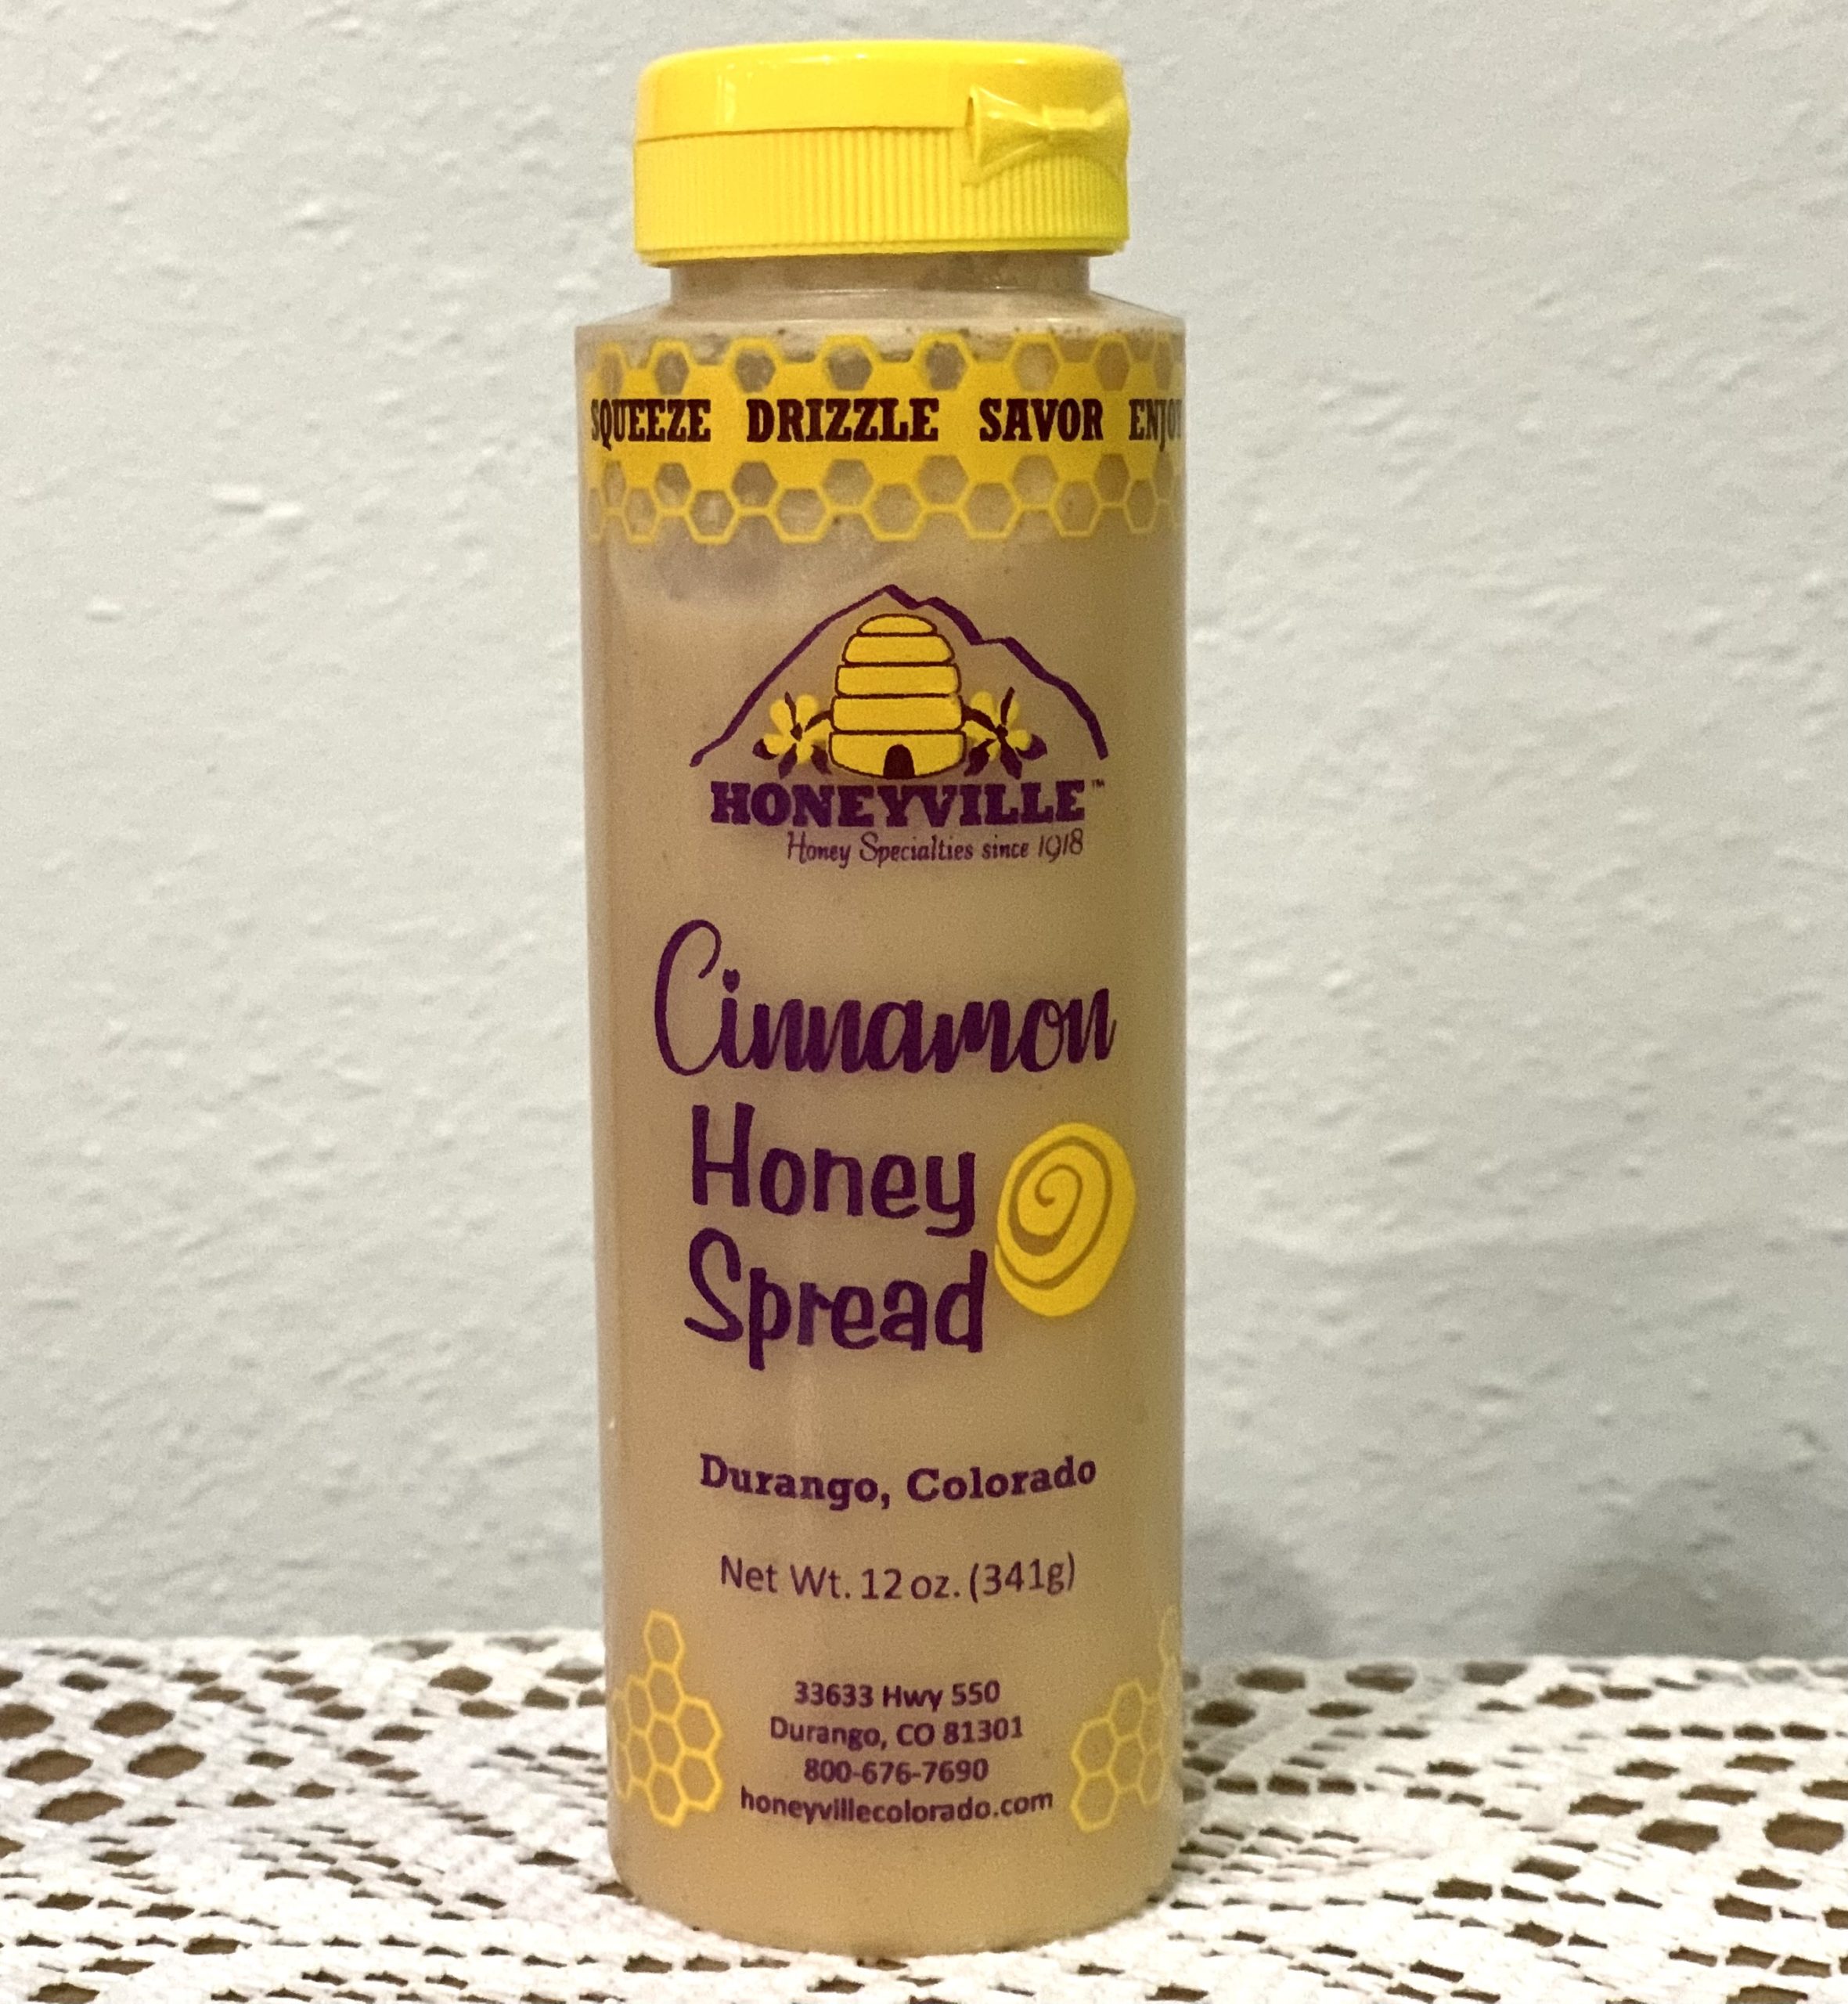 SQUEEZE DRIZZLE SAVOR ENJOY
HONEYVILLE™
Honey Specialties since 1918
Cinnamon
Honey
Spread
Durango, Colorado
Net Wt. 12 oz. (341g)
33633 Hwy 550
Durango, CO 81301
800-676-7690
honeyvillecolorado.com